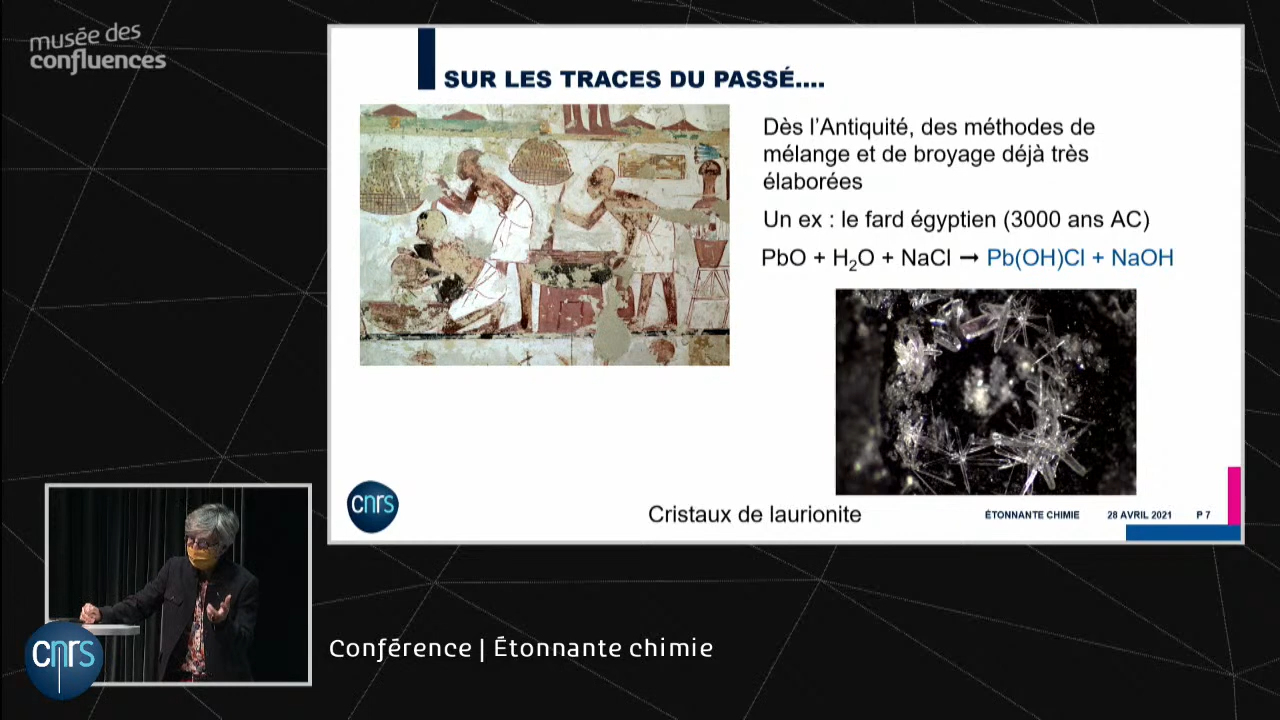 musée des
confluences
SUR LES TRACES DU PASSÉ....
Dès l'Antiquité, des méthodes de
mélange et de broyage déjà très
élaborées
Un ex : le fard égyptien (3000 ans AC)
PbO + H₂O + NaCl → Pb(OH)Cl + NaOH
cnrs
Cristaux de laurionite
ÉTONNANTE CHIMIE 28 AVRIL 2021 P 7
cnrs
Conférence | Étonnante chimie